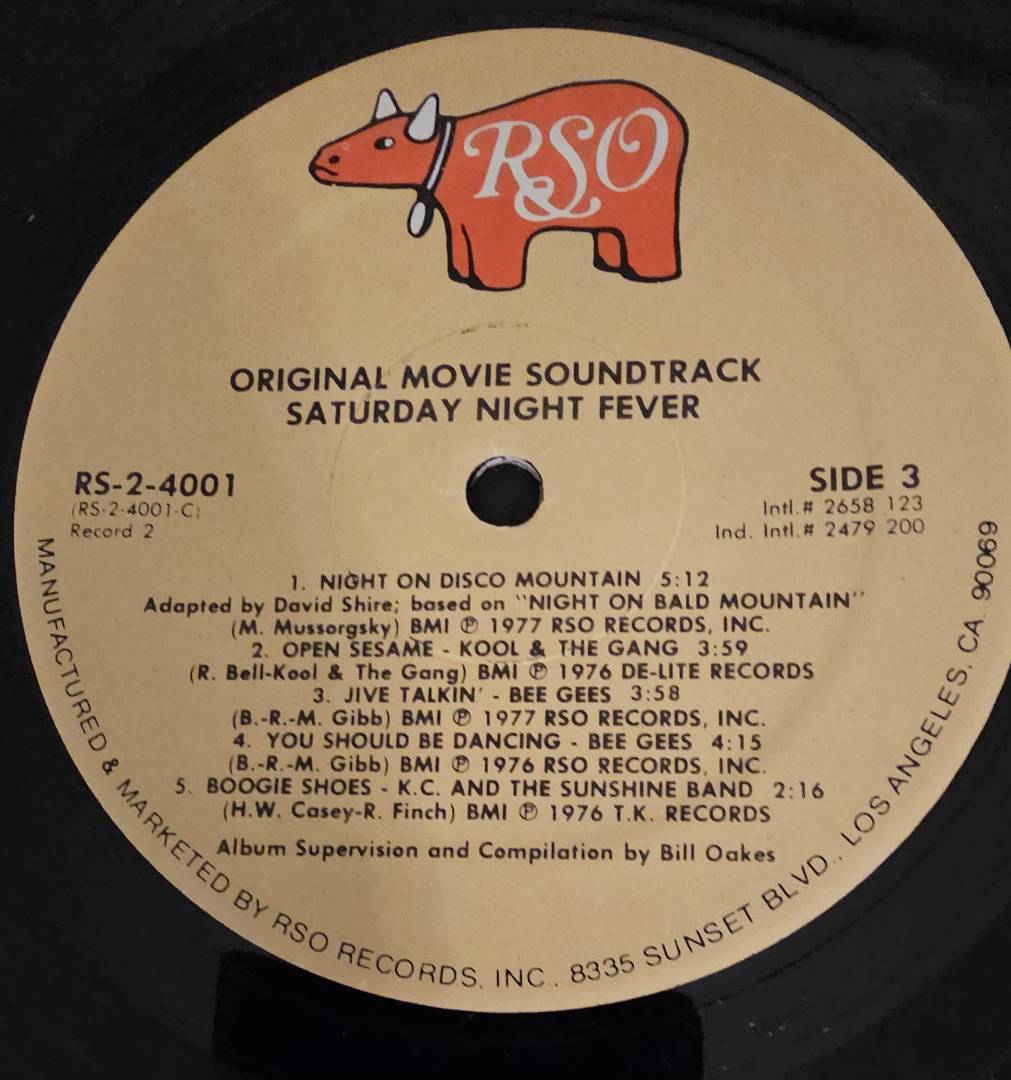 RSO
ORIGINAL MOVIE SOUNDTRACK
SATURDAY NIGHT FEVER
RS-2-4001
(RS-2-4001-C)
Record 2
SIDE 3
Intl.# 2658 123
Ind. Intl.# 2479 200
1. NIGHT ON DISCO MOUNTAIN 5:12
Adapted by David Shire; based on "NIGHT ON BALD MOUNTAIN"
(M. Mussorgsky) BMI ℗ 1977 RSO RECORDS, INC.
2. OPEN SESAME - KOOL & THE GANG 3:59
(R. Bell-Kool & The Gang) BMI ℗ 1976 DE-LITE RECORDS
3. JIVE TALKIN' - BEE GEES 3:58
(B.-R.-M. Gibb) BMI ℗ 1977 RSO RECORDS, INC.
4. YOU SHOULD BE DANCING - BEE GEES 4:15
(B.-R.-M. Gibb) BMI ℗ 1976 RSO RECORDS, INC.
5. BOOGIE SHOES - K.C. AND THE SUNSHINE BAND 2:16
(H.W. Casey-R. Finch) BMI ℗ 1976 T.K. RECORDS
Album Supervision and Compilation by Bill Oakes
MANUFACTURED & MARKETED BY RSO RECORDS, INC., 8335 SUNSET BLVD., LOS ANGELES, CA. 90069